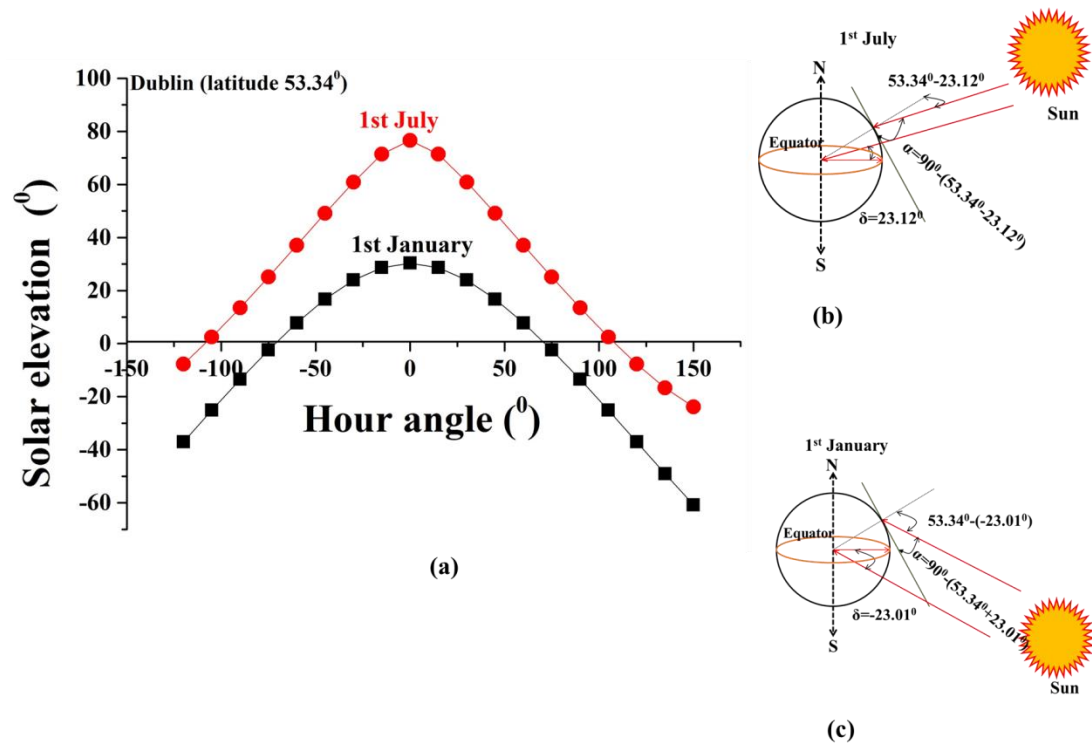 Dublin (latitude 53.34⁰)
1st July
1st January
100
80
60
40
20
0
-20
-40
-60
-150
-100
-50
0
50
100
150
Solar elevation (⁰)
Hour angle (⁰)
(a)
1st July
N
53.34⁰-23.12⁰
Sun
Equator
α=90⁰-(53.34⁰-23.12⁰)
δ=23.12⁰
S
(b)
1st January
N
53.34⁰-(-23.01⁰)
Equator
α=90⁰-(53.34⁰+23.01⁰)
δ=-23.01⁰
S
Sun
(c)